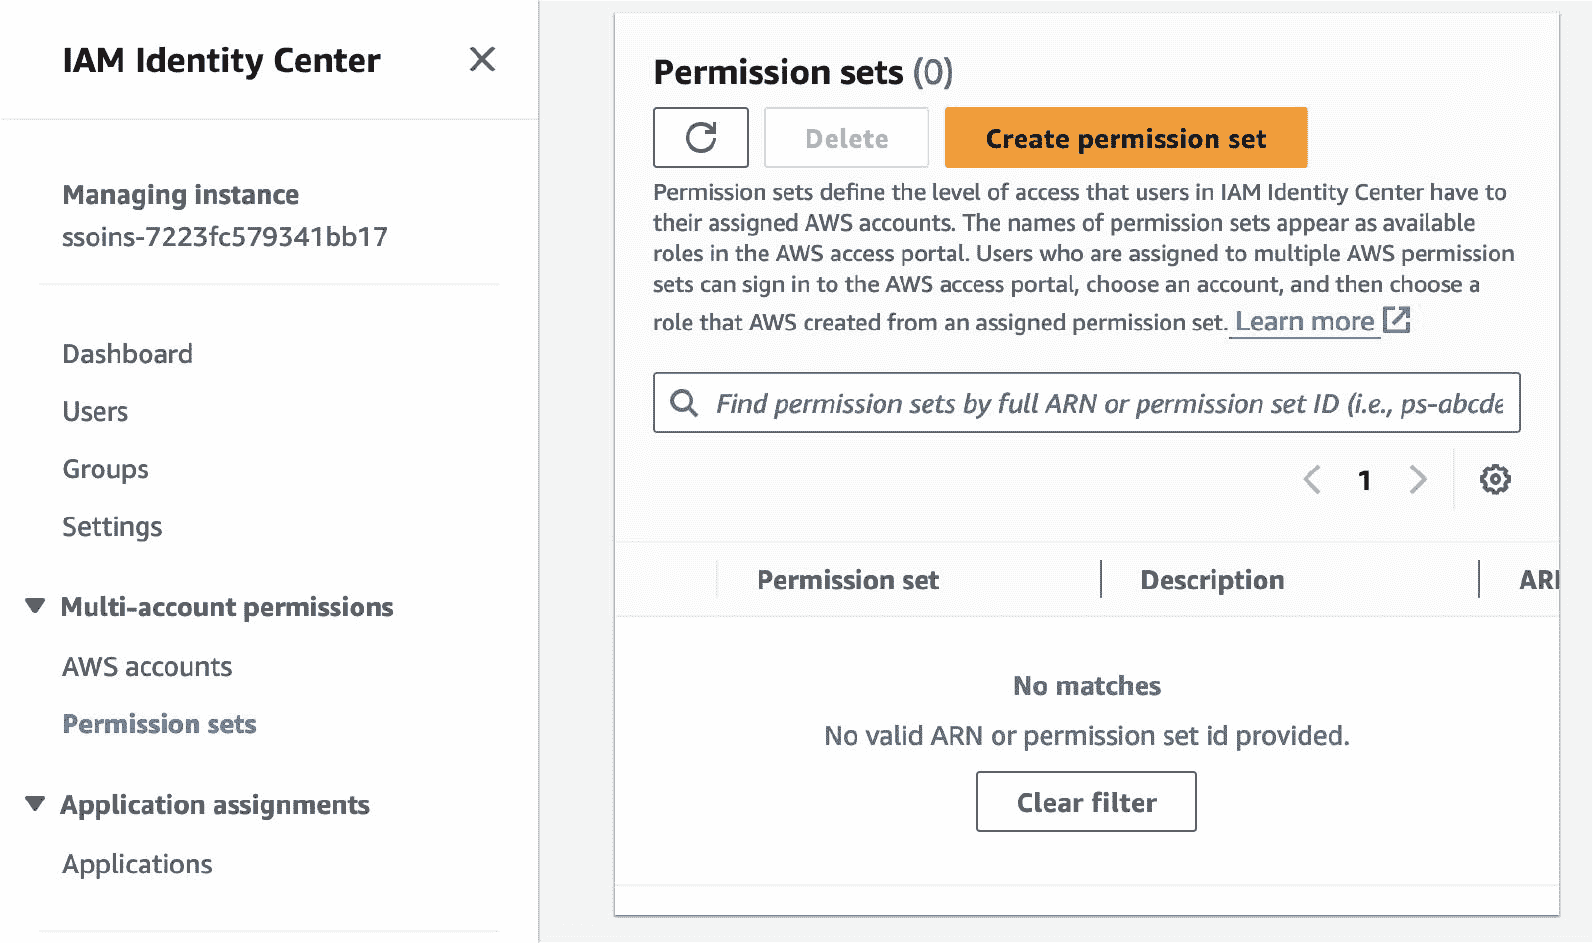 IAM Identity Center
Managing instance
ssoins-7223fc579341bb17
Dashboard
Users
Groups
Settings
Multi-account permissions
AWS accounts
Permission sets
Application assignments
Applications
Permission sets (0)
Delete
Create permission set
Permission sets define the level of access that users in IAM Identity Center have to
their assigned AWS accounts. The names of permission sets appear as available
roles in the AWS access portal. Users who are assigned to multiple AWS permission
sets can sign in to the AWS access portal, choose an account, and then choose a
role that AWS created from an assigned permission set. Learn more
Find permission sets by full ARN or permission set ID (i.e., ps-abcde
1
Permission set
Description
No matches
No valid ARN or permission set id provided.
Clear filter